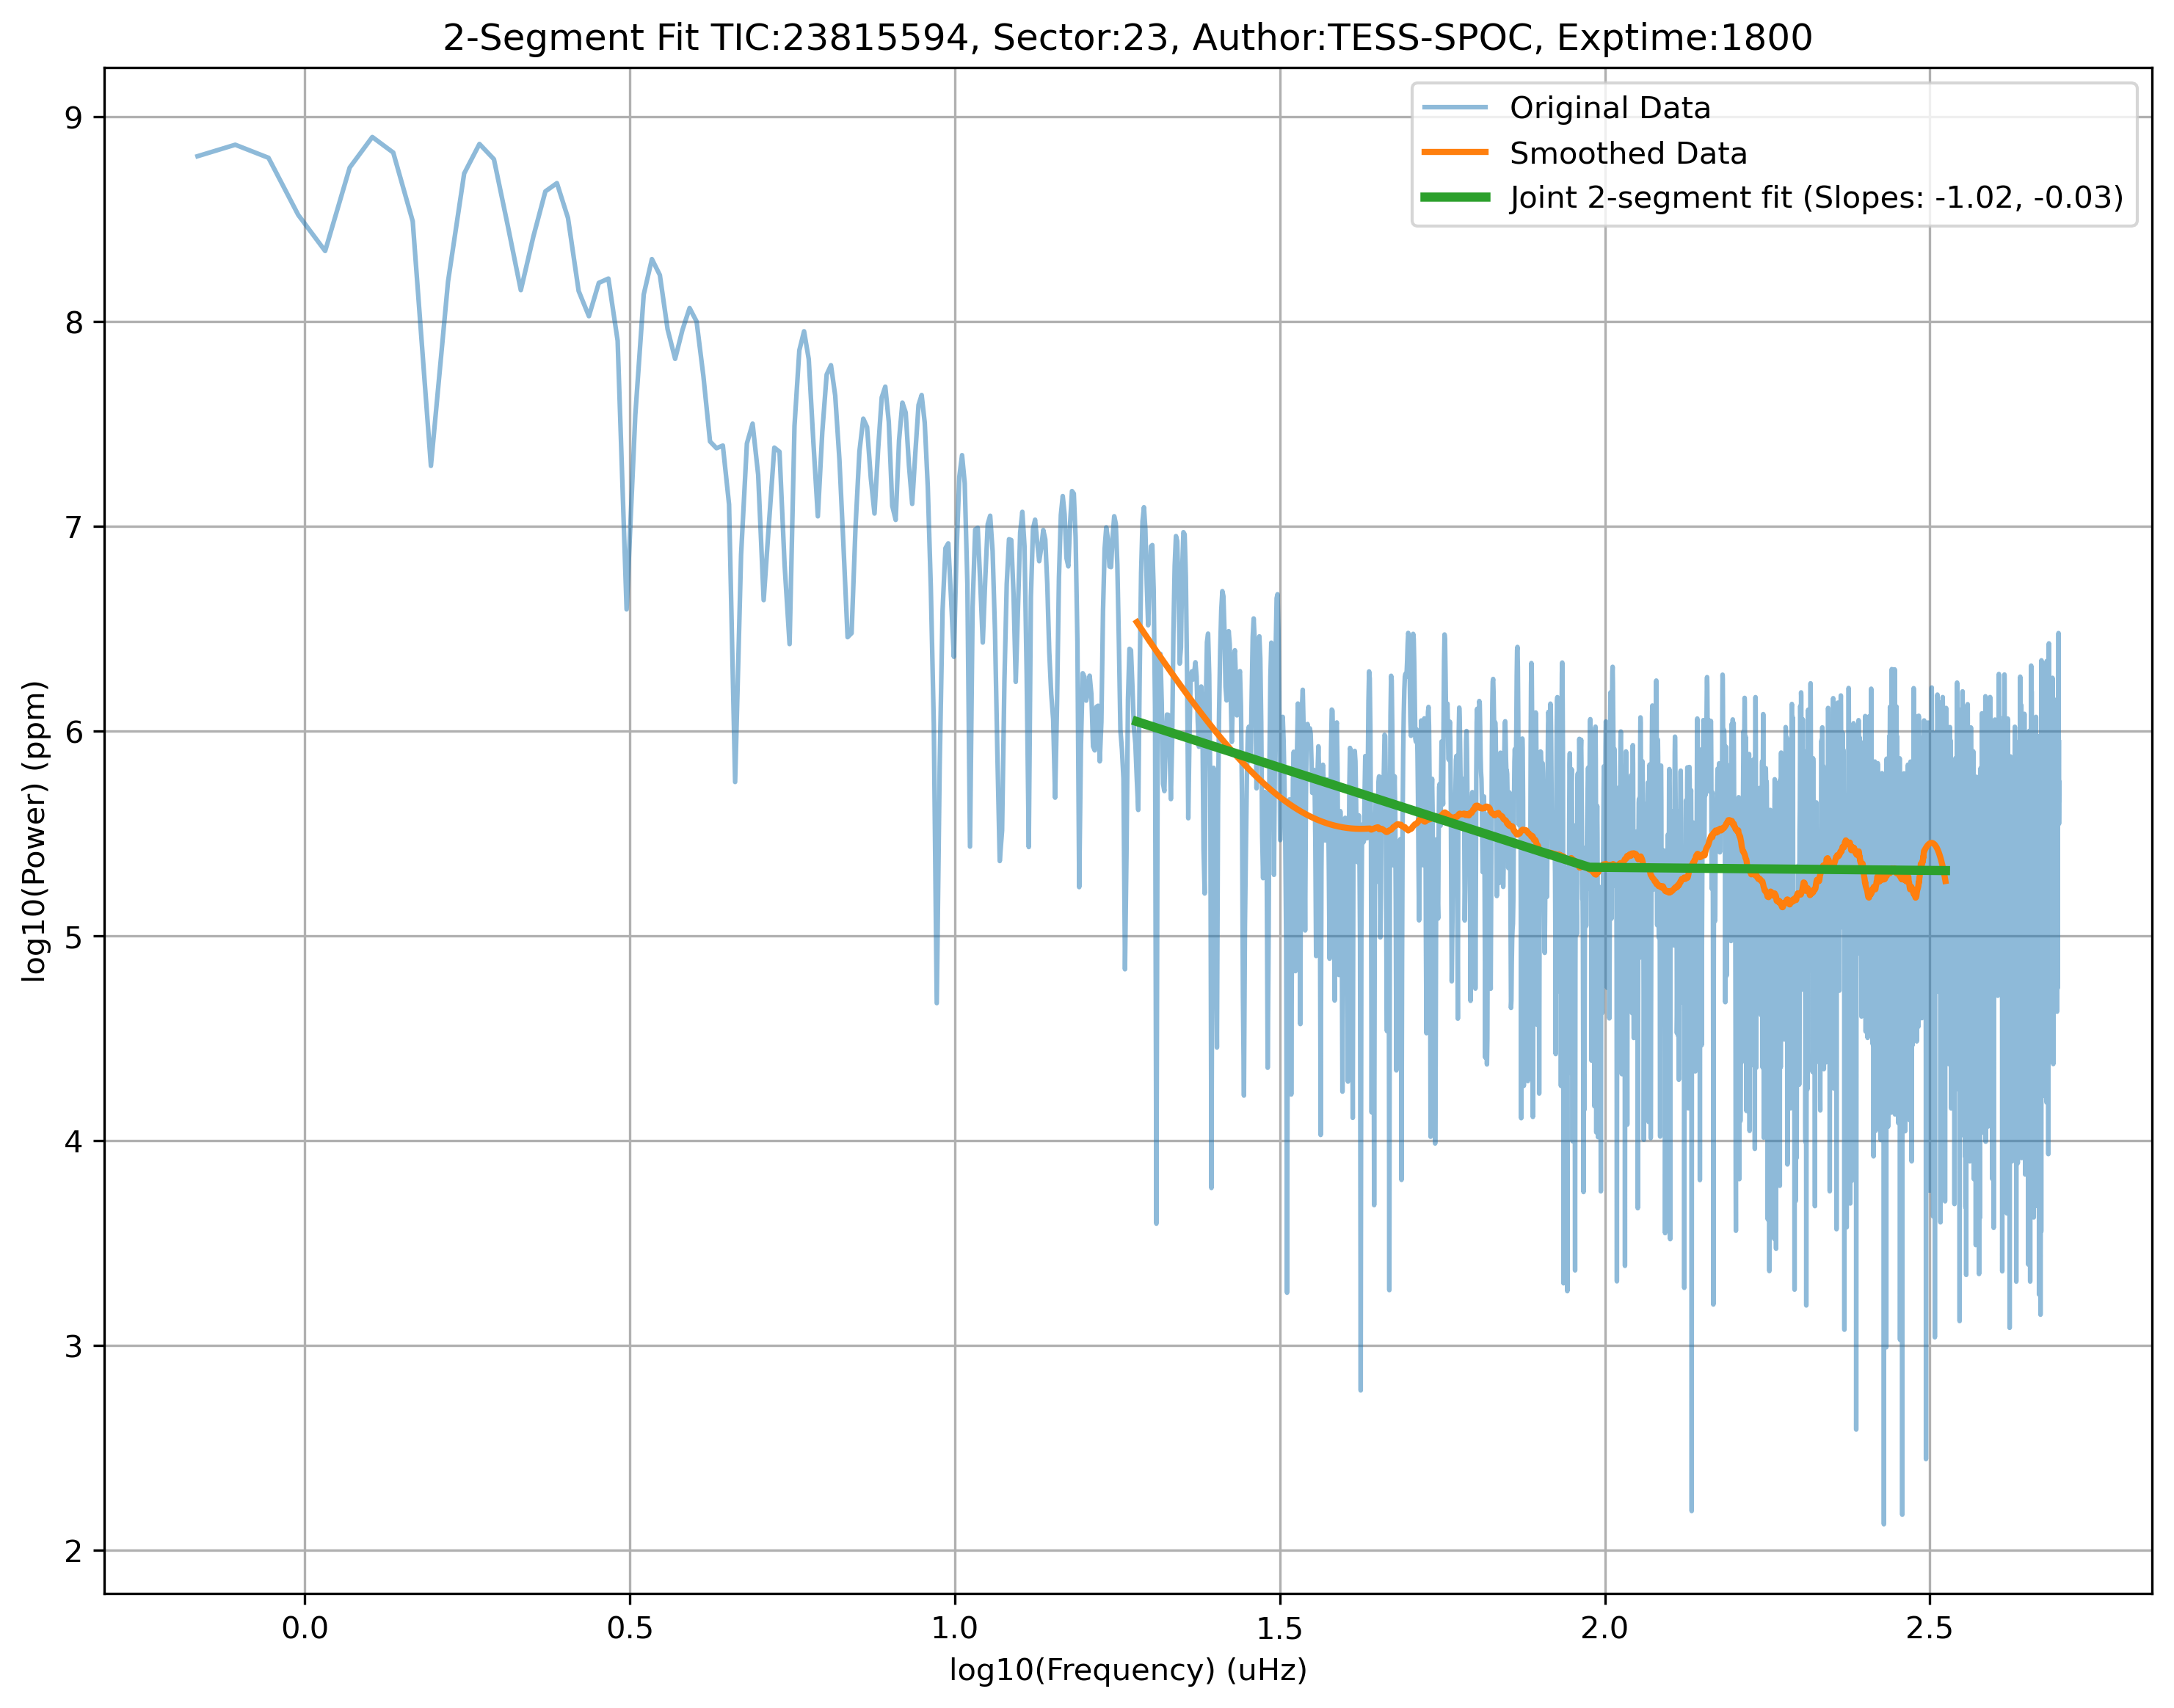 2-Segment Fit TIC:23815594, Sector:23, Author:TESS-SPOC, Exptime:1800
Original Data
Smoothed Data
Joint 2-segment fit (Slopes: -1.02, -0.03)
log10(Power) (ppm)
9
8
7
6
5
4
3
2
0.0 0.5 1.0 1.5 2.0 2.5
log10(Frequency) (uHz)